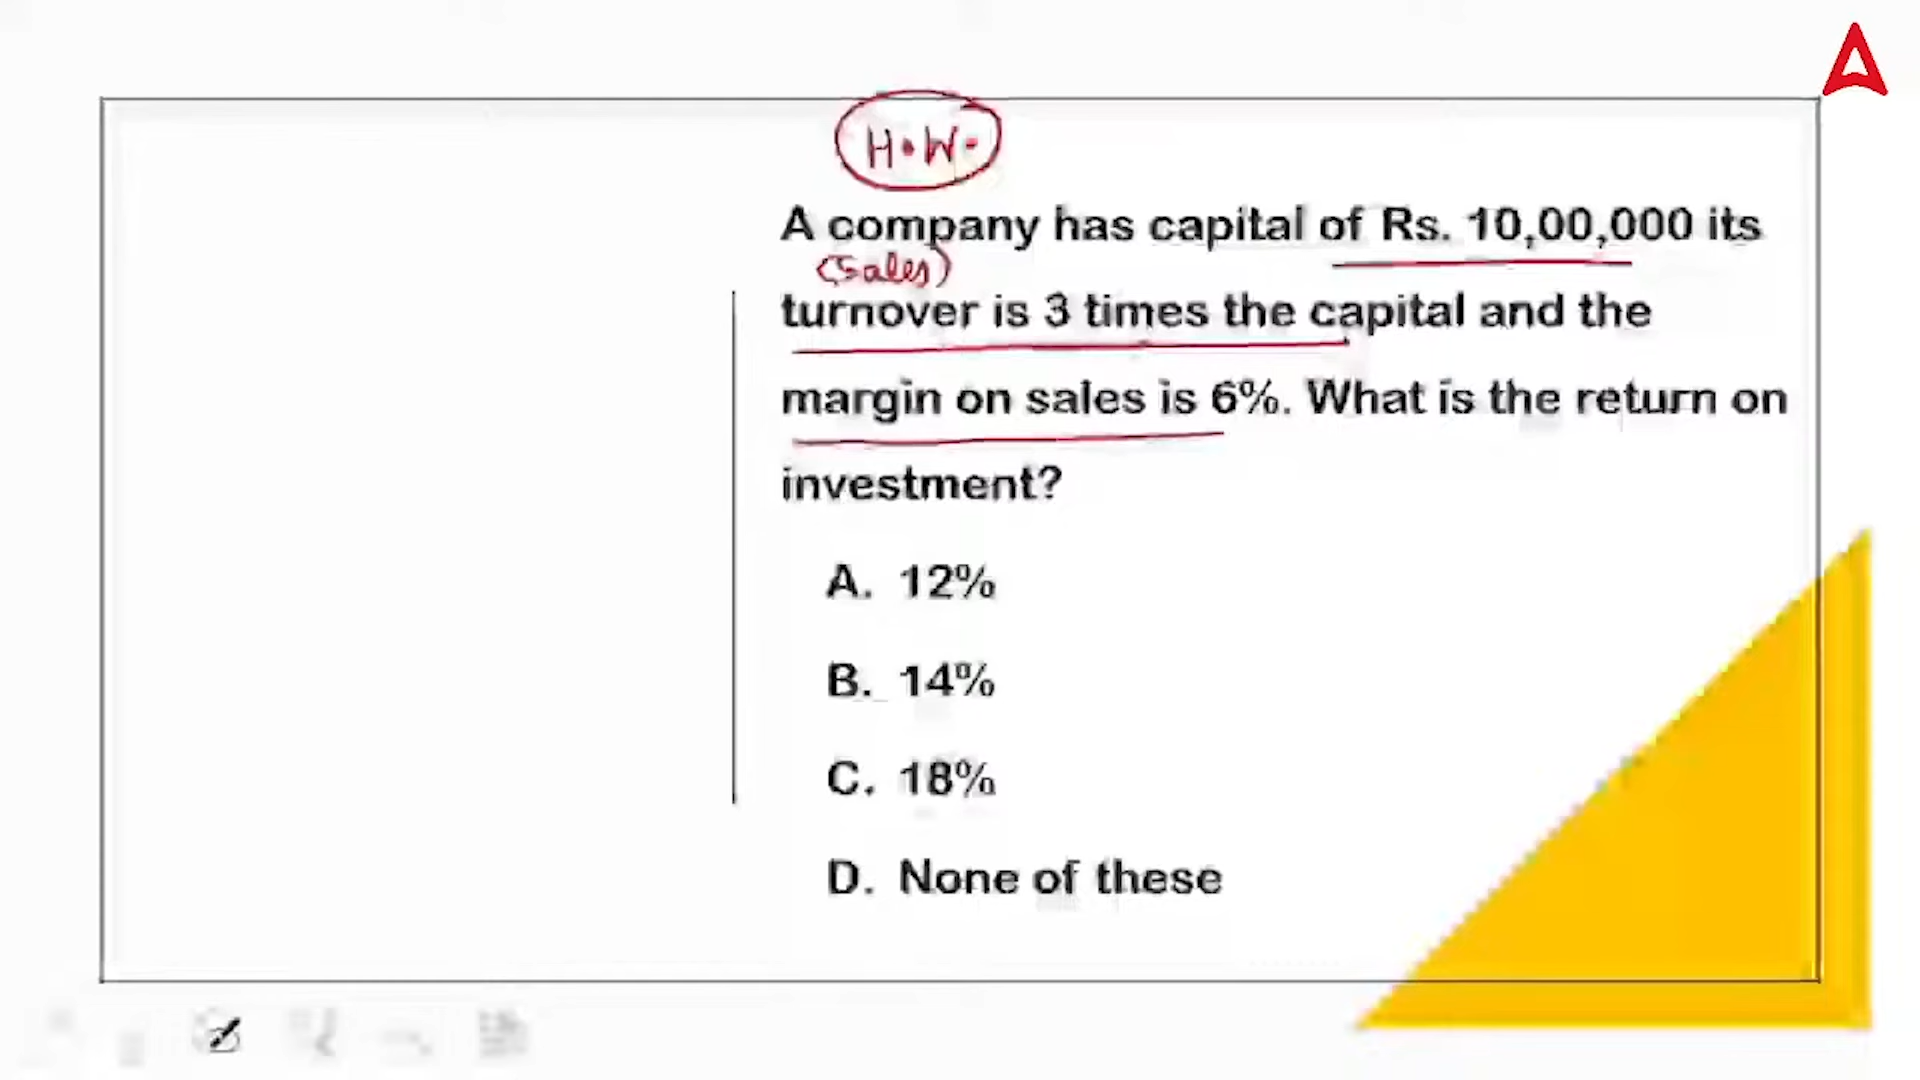 H.W.
A company has capital of Rs. 10,00,000 its
(Sales)
turnover is 3 times the capital and the
margin on sales is 6%. What is the return on
investment?
A. 12%
B. 14%
C. 18%
D. None of these